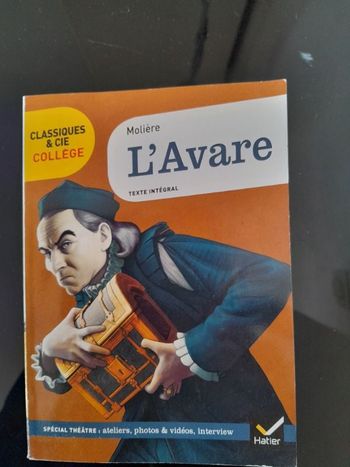 CLASSIQUES
& CIE
COLLÈGE
Molière
L'Avare
TEXTE INTÉGRAL
SPÉCIAL THÉÂTRE : ateliers, photos & vidéos, interview
Hatier